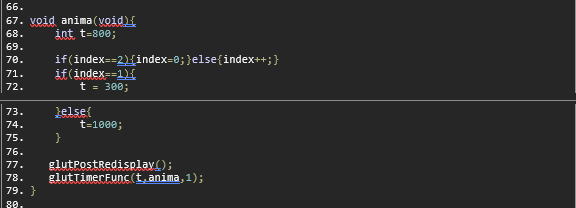 66.
67. void anima(void){
68. int t=800;
69.
70. if(index==2){index=0;}else{index++;}
71. if(index==1){
72. t = 300;
73. }else{
74. t=1000;
75. }
76.
77. glutPostRedisplay();
78. glutTimerFunc(t,anima,1);
79. }
80.